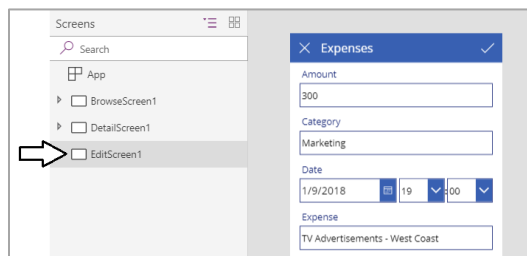 Screens
Search
App
BrowseScreen1
DetailScreen1
EditScreen1
Expenses
Amount
300
Category
Marketing
Date
1/9/2018 19 : 00
Expense
TV Advertisements - West Coast